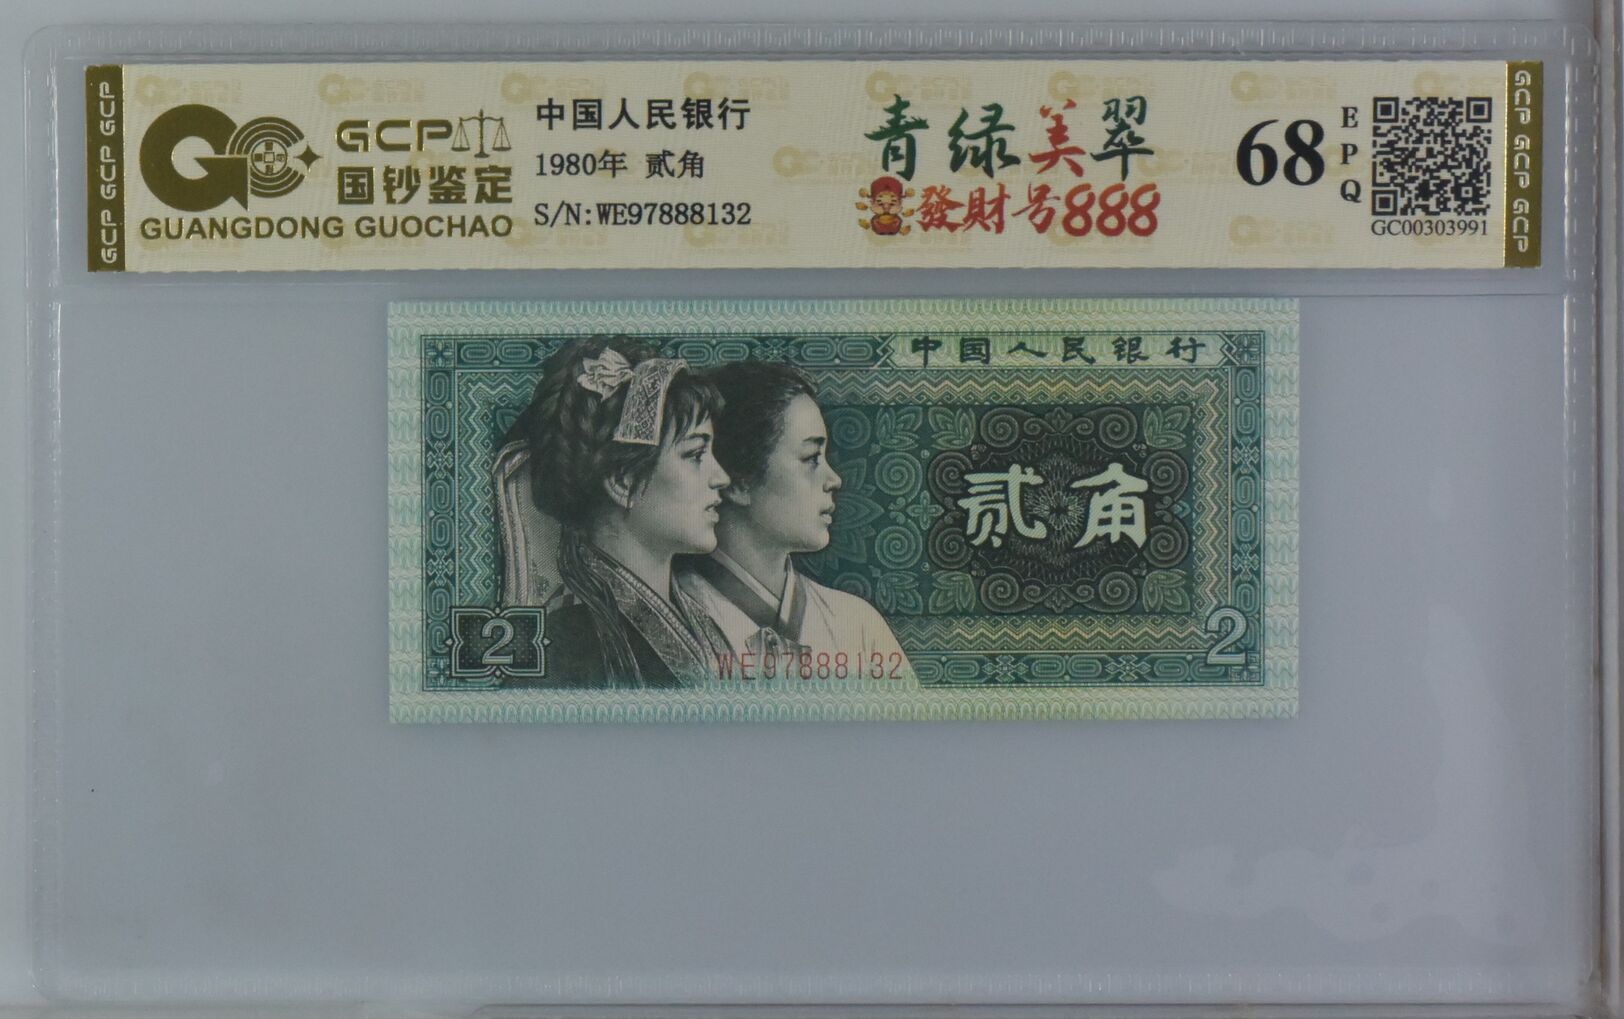 GCP GCP GCP
GCP
国钞鉴定
GUANGDONG GUOCHAO
中国人民银行
1980年 贰角
S/N:WE97888132
青绿美翠
發財号888
68
EPQ
GC00303991
GCP GCP GCP
中国人民银行
贰角
2
2
WE97888132